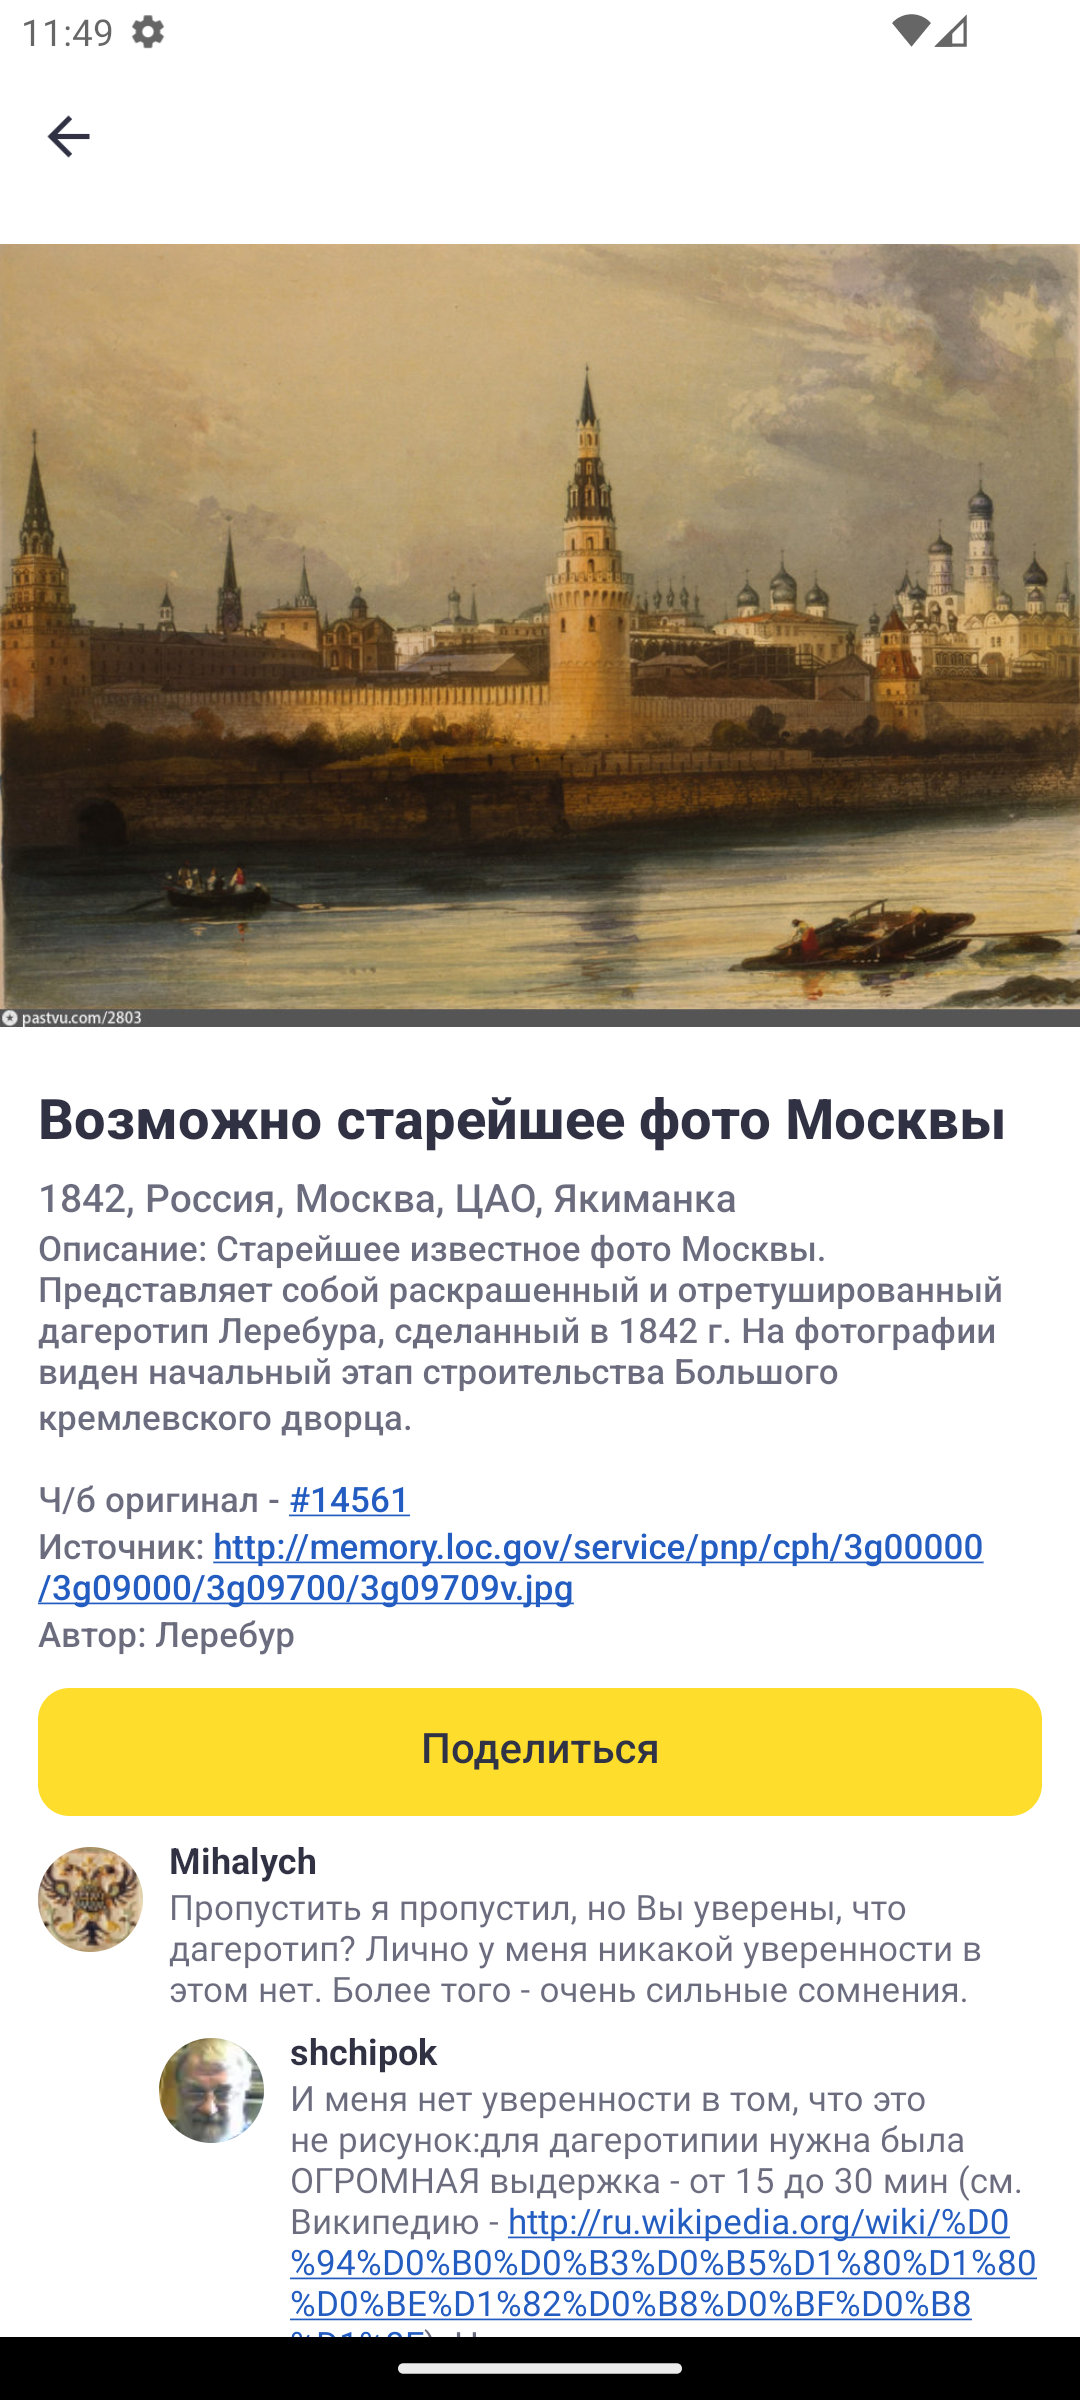 11:49
pastvu.com/2803
Возможно старейшее фото Москвы
1842, Россия, Москва, ЦАО, Якиманка
Описание: Старейшее известное фото Москвы.
Представляет собой раскрашенный и отретушированный
дагеротип Леребура, сделанный в 1842 г. На фотографии
виден начальный этап строительства Большого
кремлевского дворца.
Ч/б оригинал - #14561
Источник: http://memory.loc.gov/service/pnp/cph/3g00000
/3g09000/3g09700/3g09709v.jpg
Автор: Леребур
Поделиться
Mihalych
Пропустить я пропустил, но Вы уверены, что
дагеротип? Лично у меня никакой уверенности в
этом нет. Более того - очень сильные сомнения.
shchipok
И меня нет уверенности в том, что это
не рисунок:для дагеротипии нужна была
ОГРОМНАЯ выдержка - от 15 до 30 мин (см.
Википедию - http://ru.wikipedia.org/wiki/%D0
%94%D0%B0%D0%B3%D0%B5%D1%80%D1%80
%D0%BE%D1%82%D0%B8%D0%BF%D0%B8